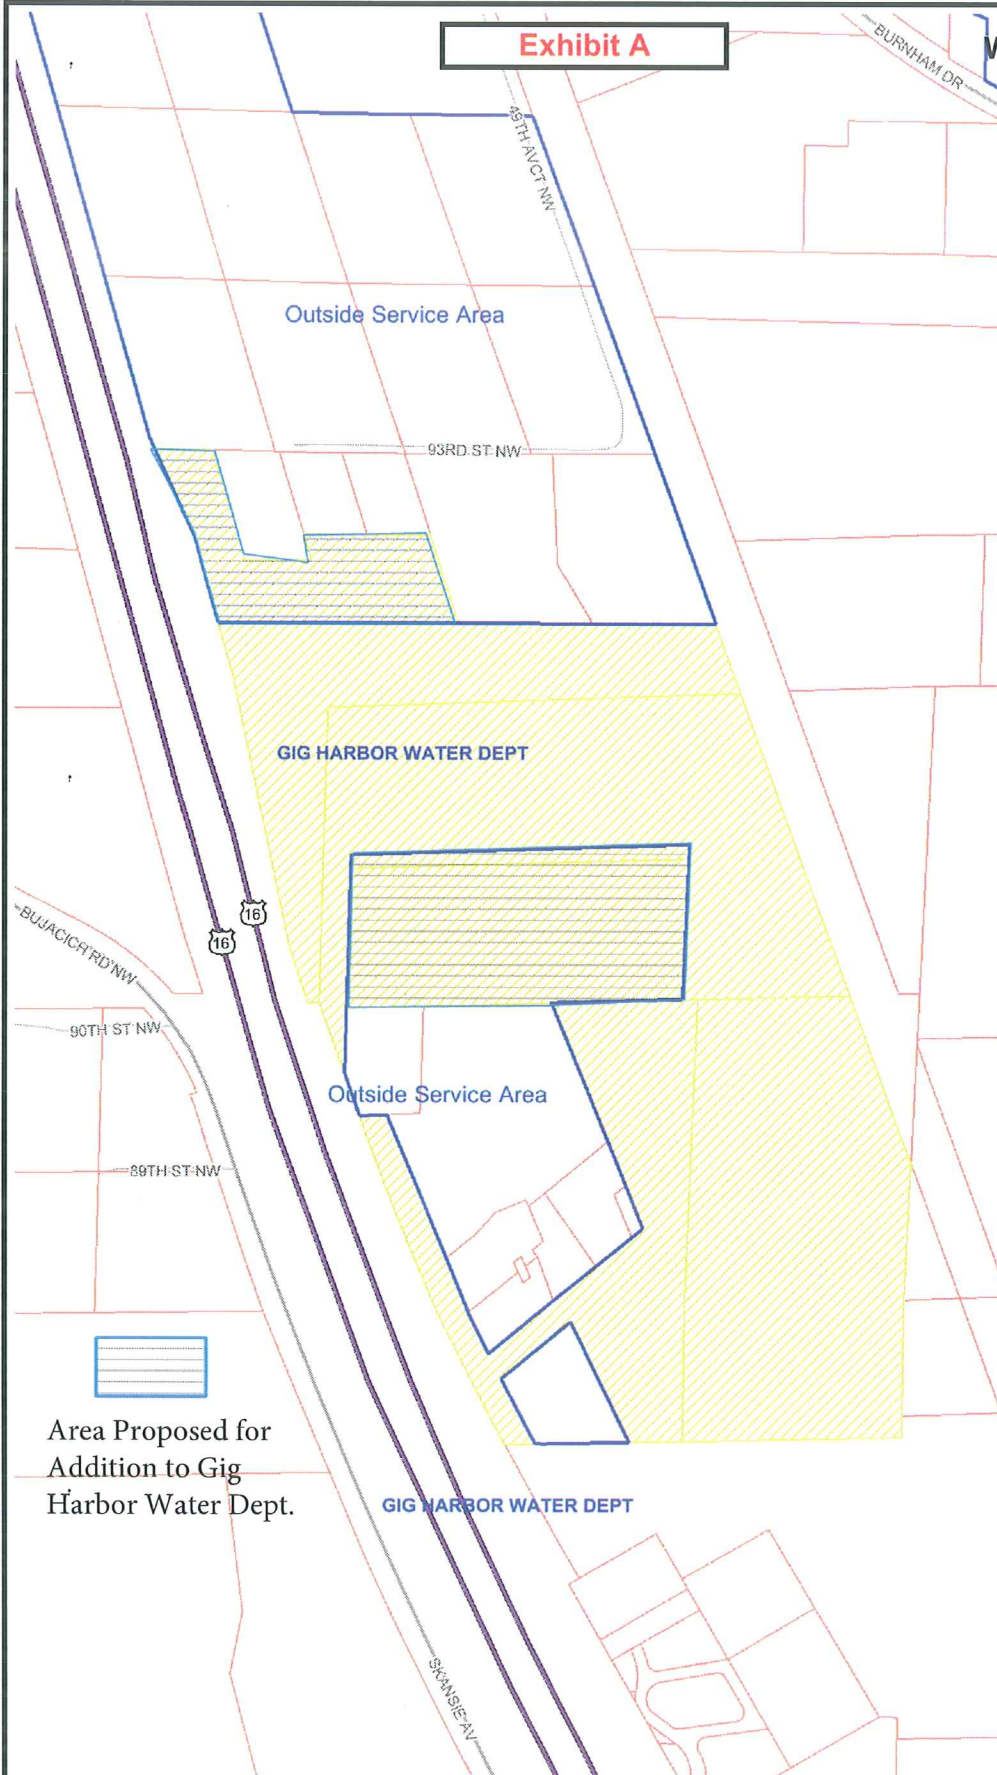 Exhibit A
BURNHAM DR
W
49TH AVCT NW
Outside Service Area
93RD ST NW
GIG HARBOR WATER DEPT
16
16
BUJACICH RD NW
90TH ST NW
Outside Service Area
89TH ST NW
Area Proposed for
Addition to Gig
Harbor Water Dept.
GIG HARBOR WATER DEPT
SKANSIE AV